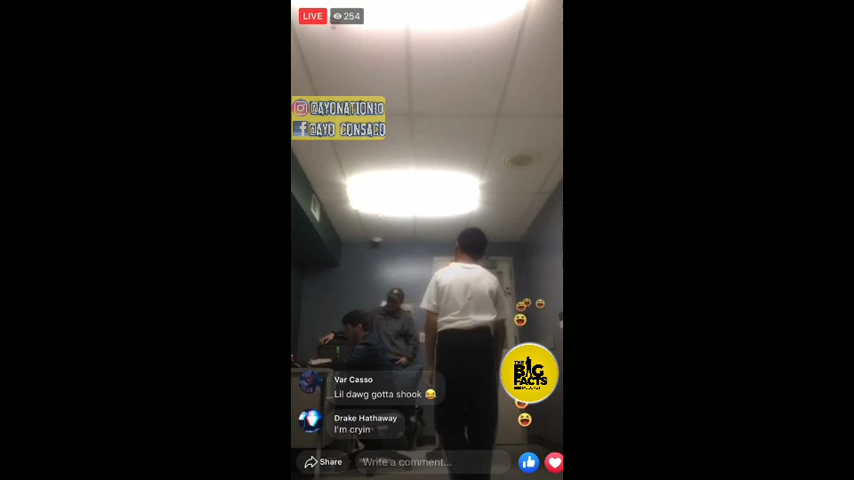 LIVE 254
@AYONATION10
@AYO CONSAGO
Var Casso
Lil dawg gotta shook 😂
THE
BIG
FACTS
Drake Hathaway
I'm cryin
Share
Write a comment...